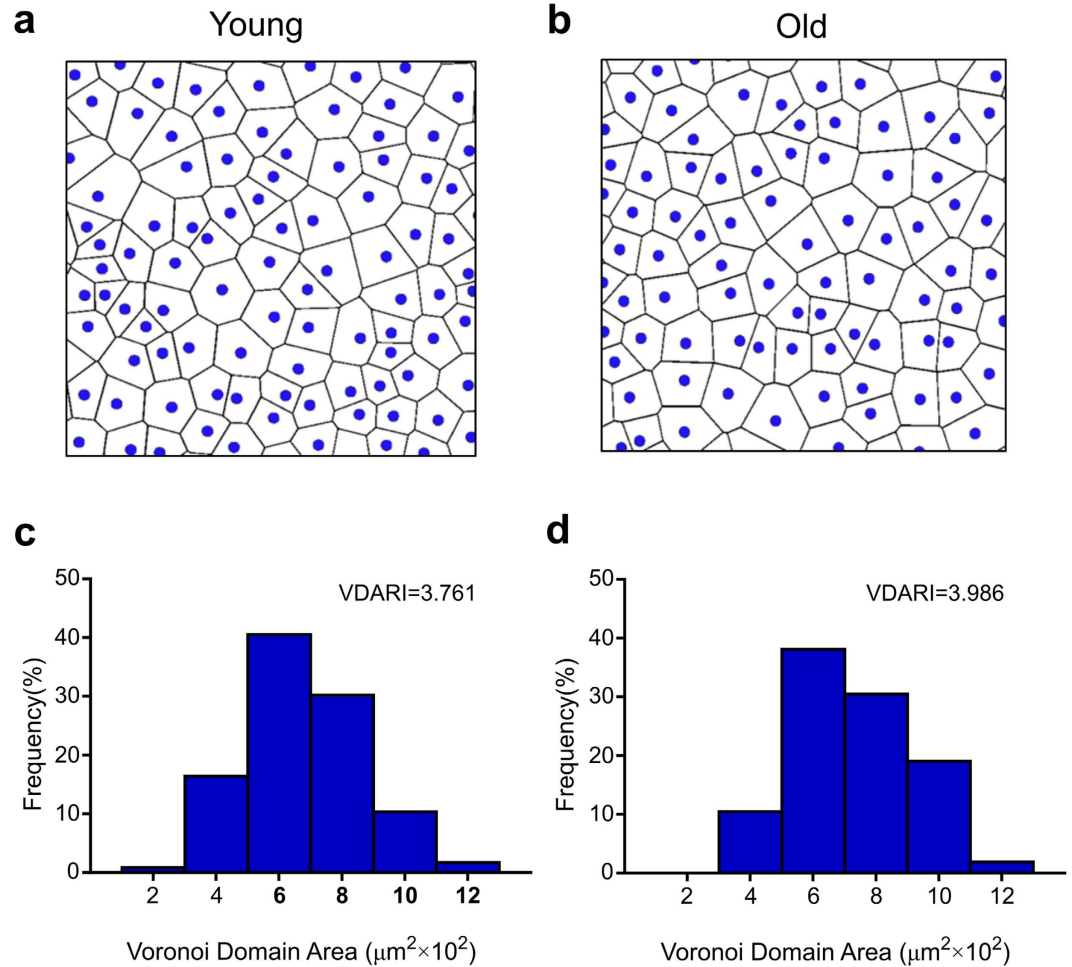 a
Young
b
Old
c
VDARI=3.761
50
40
30
20
10
0
Frequency(%)
2 4 6 8 10 12
Voronoi Domain Area (μm²×10²)
d
VDARI=3.986
50
40
30
20
10
0
Frequency(%)
2 4 6 8 10 12
Voronoi Domain Area (μm²×10²)